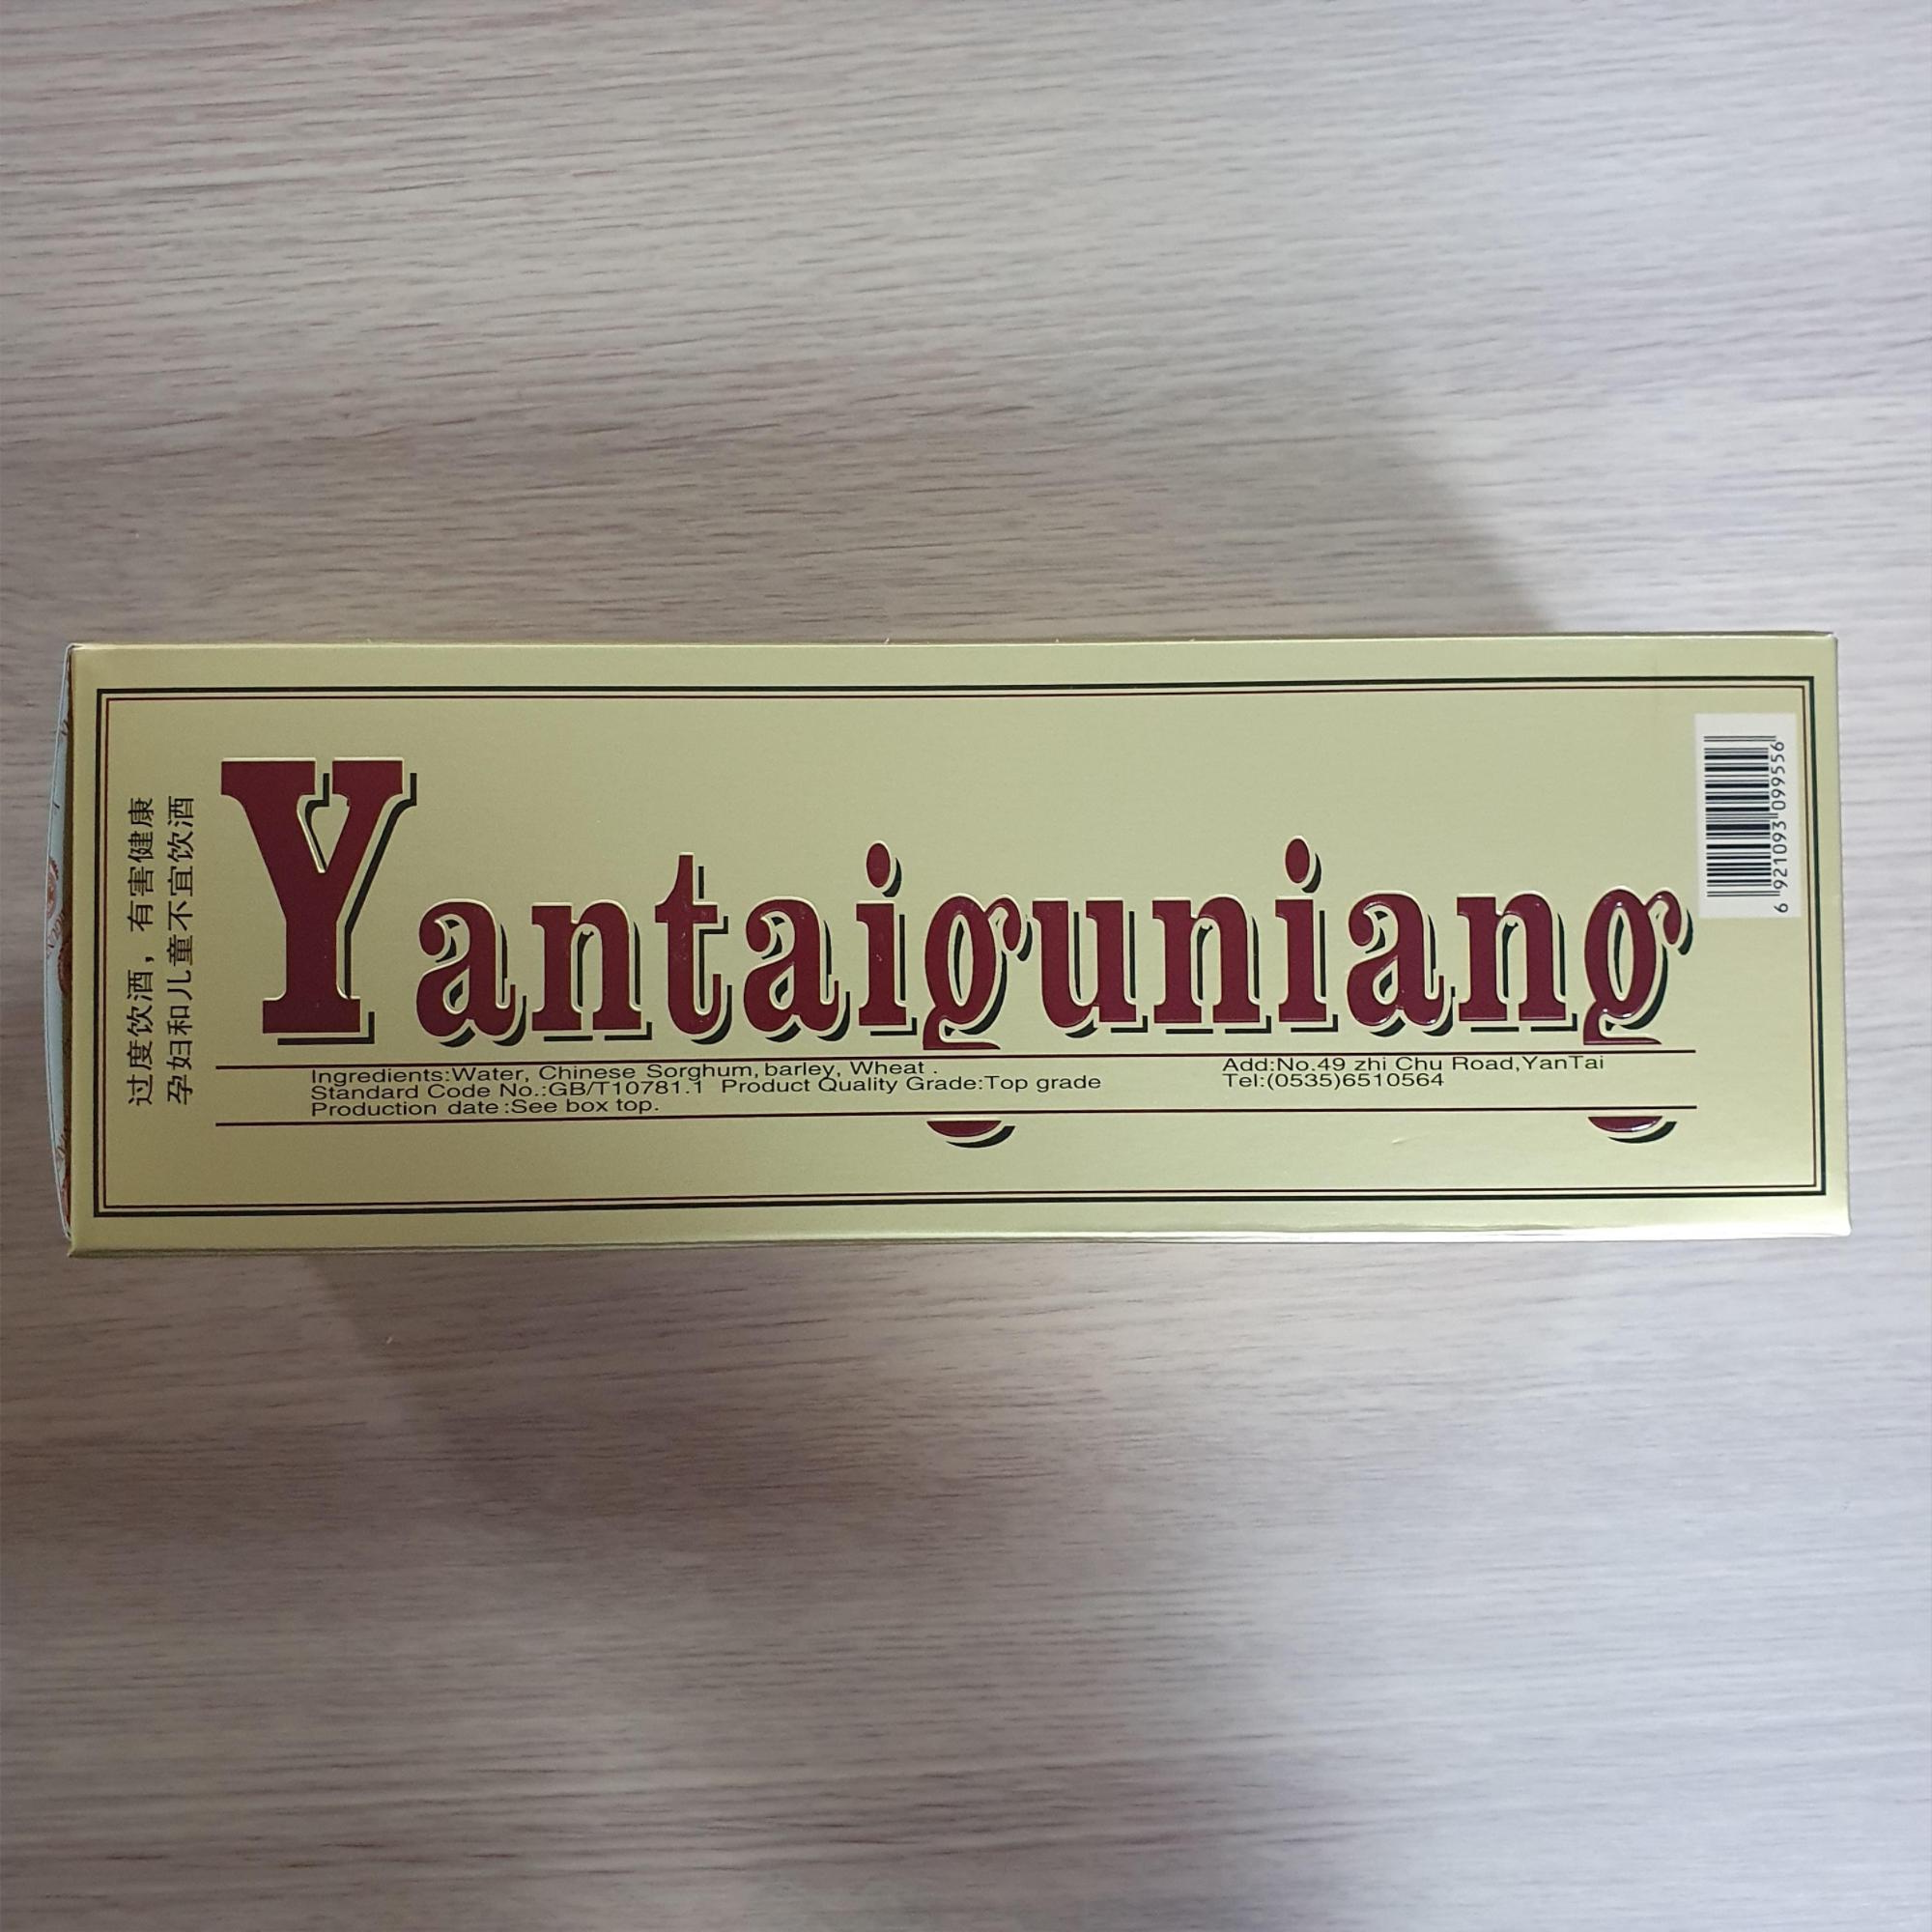 过度饮酒，有害健康
孕妇和儿童不宜饮酒
Yantaiguniang
Ingredients:Water, Chinese Sorghum, barley, Wheat .
Standard Code No.:GB/T10781.1 Product Quality Grade:Top grade
Production date:See box top.
Add:No.49 zhi Chu Road,YanTai
Tel:(0535)6510564
6 921093 099556